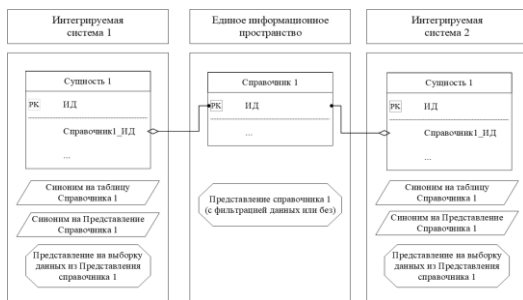 Интегрируемая
система 1
Единое информационное
пространство
Интегрируемая
система 2
Сущность 1
PK ИД
Справочник1_ИД
...
Синоним на таблицу
Справочника 1
Синоним на Представление
Справочника 1
Представление на выборку
данных из Представления
справочника 1
Справочник 1
PK ИД
...
Представление справочника 1
(с фильтрацией данных или без)
Сущность 1
PK ИД
Справочник1_ИД
...
Синоним на таблицу
Справочника 1
Синоним на Представление
Справочника 1
Представление на выборку
данных из Представления
справочника 1